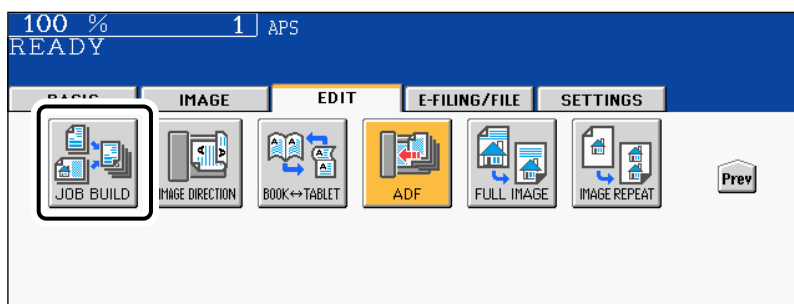 100 % 1 APS
READY
BASIC IMAGE EDIT E-FILING/FILE SETTINGS
JOB BUILD IMAGE DIRECTION BOOK↔TABLET ADF FULL IMAGE IMAGE REPEAT Prev